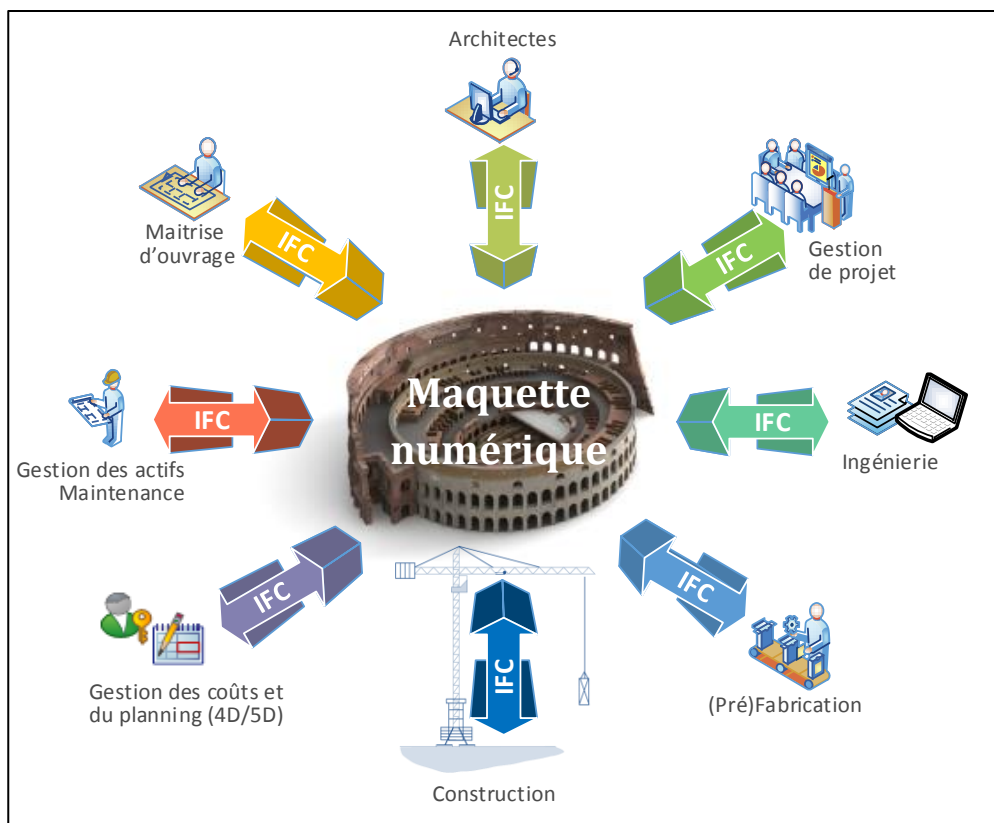 Architectes
IFC
Maitrise
d'ouvrage
IFC
Gestion
de projet
IFC
Maquette
numérique
Gestion des actifs
Maintenance
IFC
Ingénierie
IFC
Gestion des coûts et
du planning (4D/5D)
IFC
Construction
IFC
(Pré)Fabrication
IFC